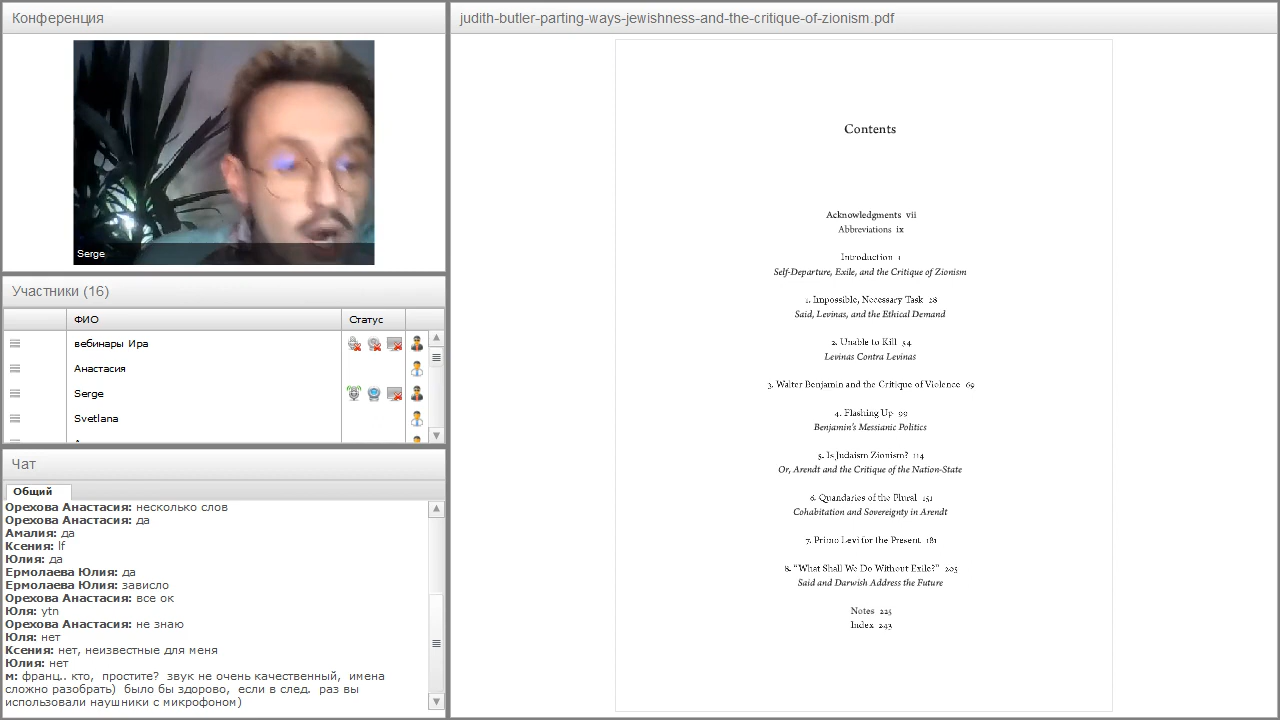 Конференция
Serge
Участники (16)
ФИО
Статус
вебинары Ира
Анастасия
Serge
Svetlana
Чат
Общий
Орехова Анастасия: несколько слов
Орехова Анастасия: да
Амалия: да
Ксения: lf
Юлия: да
Ермолаева Юлия: да
Ермолаева Юлия: зависло
Орехова Анастасия: все ок
Юля: ytn
Орехова Анастасия: не знаю
Юля: нет
Ксения: нет, неизвестные для меня
Юлия: нет
м: франц.. кто, простите? звук не очень качественный, имена
сложно разобрать) было бы здорово, если в след. раз вы
использовали наушники с микрофоном)
judith-butler-parting-ways-jewishness-and-the-critique-of-zionism.pdf
Contents
Acknowledgments vii
Abbreviations ix
Introduction 1
Self-Departure, Exile, and the Critique of Zionism
1. Impossible, Necessary Task 28
Said, Levinas, and the Ethical Demand
2. Unable to Kill 54
Levinas Contra Levinas
3. Walter Benjamin and the Critique of Violence 69
4. Flashing Up 99
Benjamin's Messianic Politics
5. Is Judaism Zionism? 114
Or, Arendt and the Critique of the Nation-State
6. Quandaries of the Plural 151
Cohabitation and Sovereignty in Arendt
7. Primo Levi for the Present 181
8. “What Shall We Do Without Exile?” 205
Said and Darwish Address the Future
Notes 225
Index 243